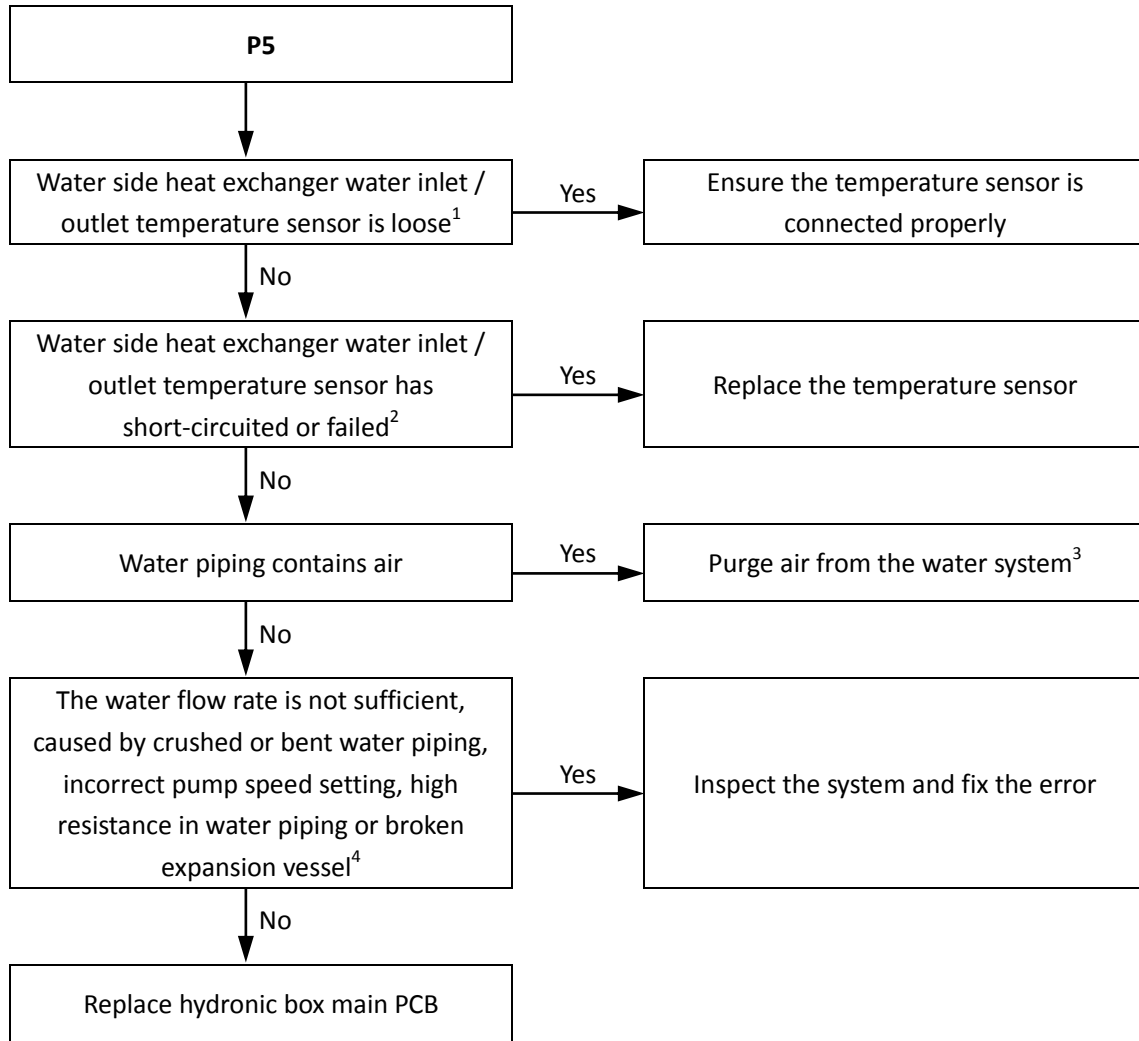 P5
Water side heat exchanger water inlet /
outlet temperature sensor is loose¹
Yes
Ensure the temperature sensor is
connected properly
No
Water side heat exchanger water inlet /
outlet temperature sensor has
short-circuited or failed²
Yes
Replace the temperature sensor
No
Water piping contains air
Yes
Purge air from the water system³
No
The water flow rate is not sufficient,
caused by crushed or bent water piping,
incorrect pump speed setting, high
resistance in water piping or broken
expansion vessel⁴
Yes
Inspect the system and fix the error
No
Replace hydronic box main PCB